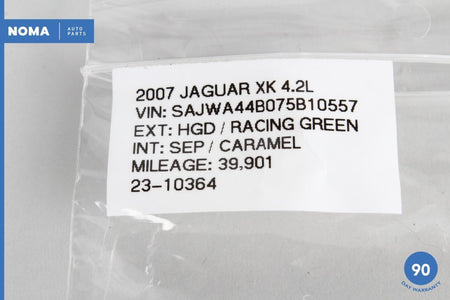 NOMA AUTO
PARTS
2007 JAGUAR XK 4.2L
VIN: SAJWA44B075B10557
EXT: HGD / RACING GREEN
INT: SEP / CARAMEL
MILEAGE: 39,901
23-10364
90
DAY WARRANTY